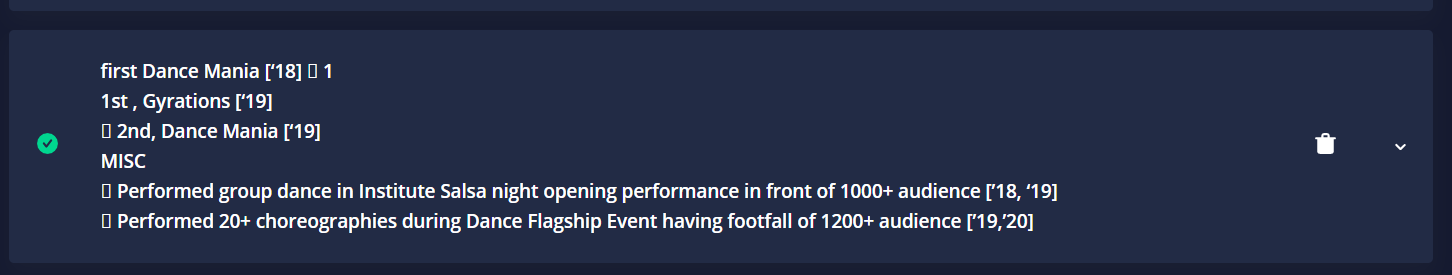 first Dance Mania [‘18] ▯ 1
1st , Gyrations [‘19]
▯ 2nd, Dance Mania [‘19]
MISC
▯ Performed group dance in Institute Salsa night opening performance in front of 1000+ audience [’18, ‘19]
▯ Performed 20+ choreographies during Dance Flagship Event having footfall of 1200+ audience [’19,’20]